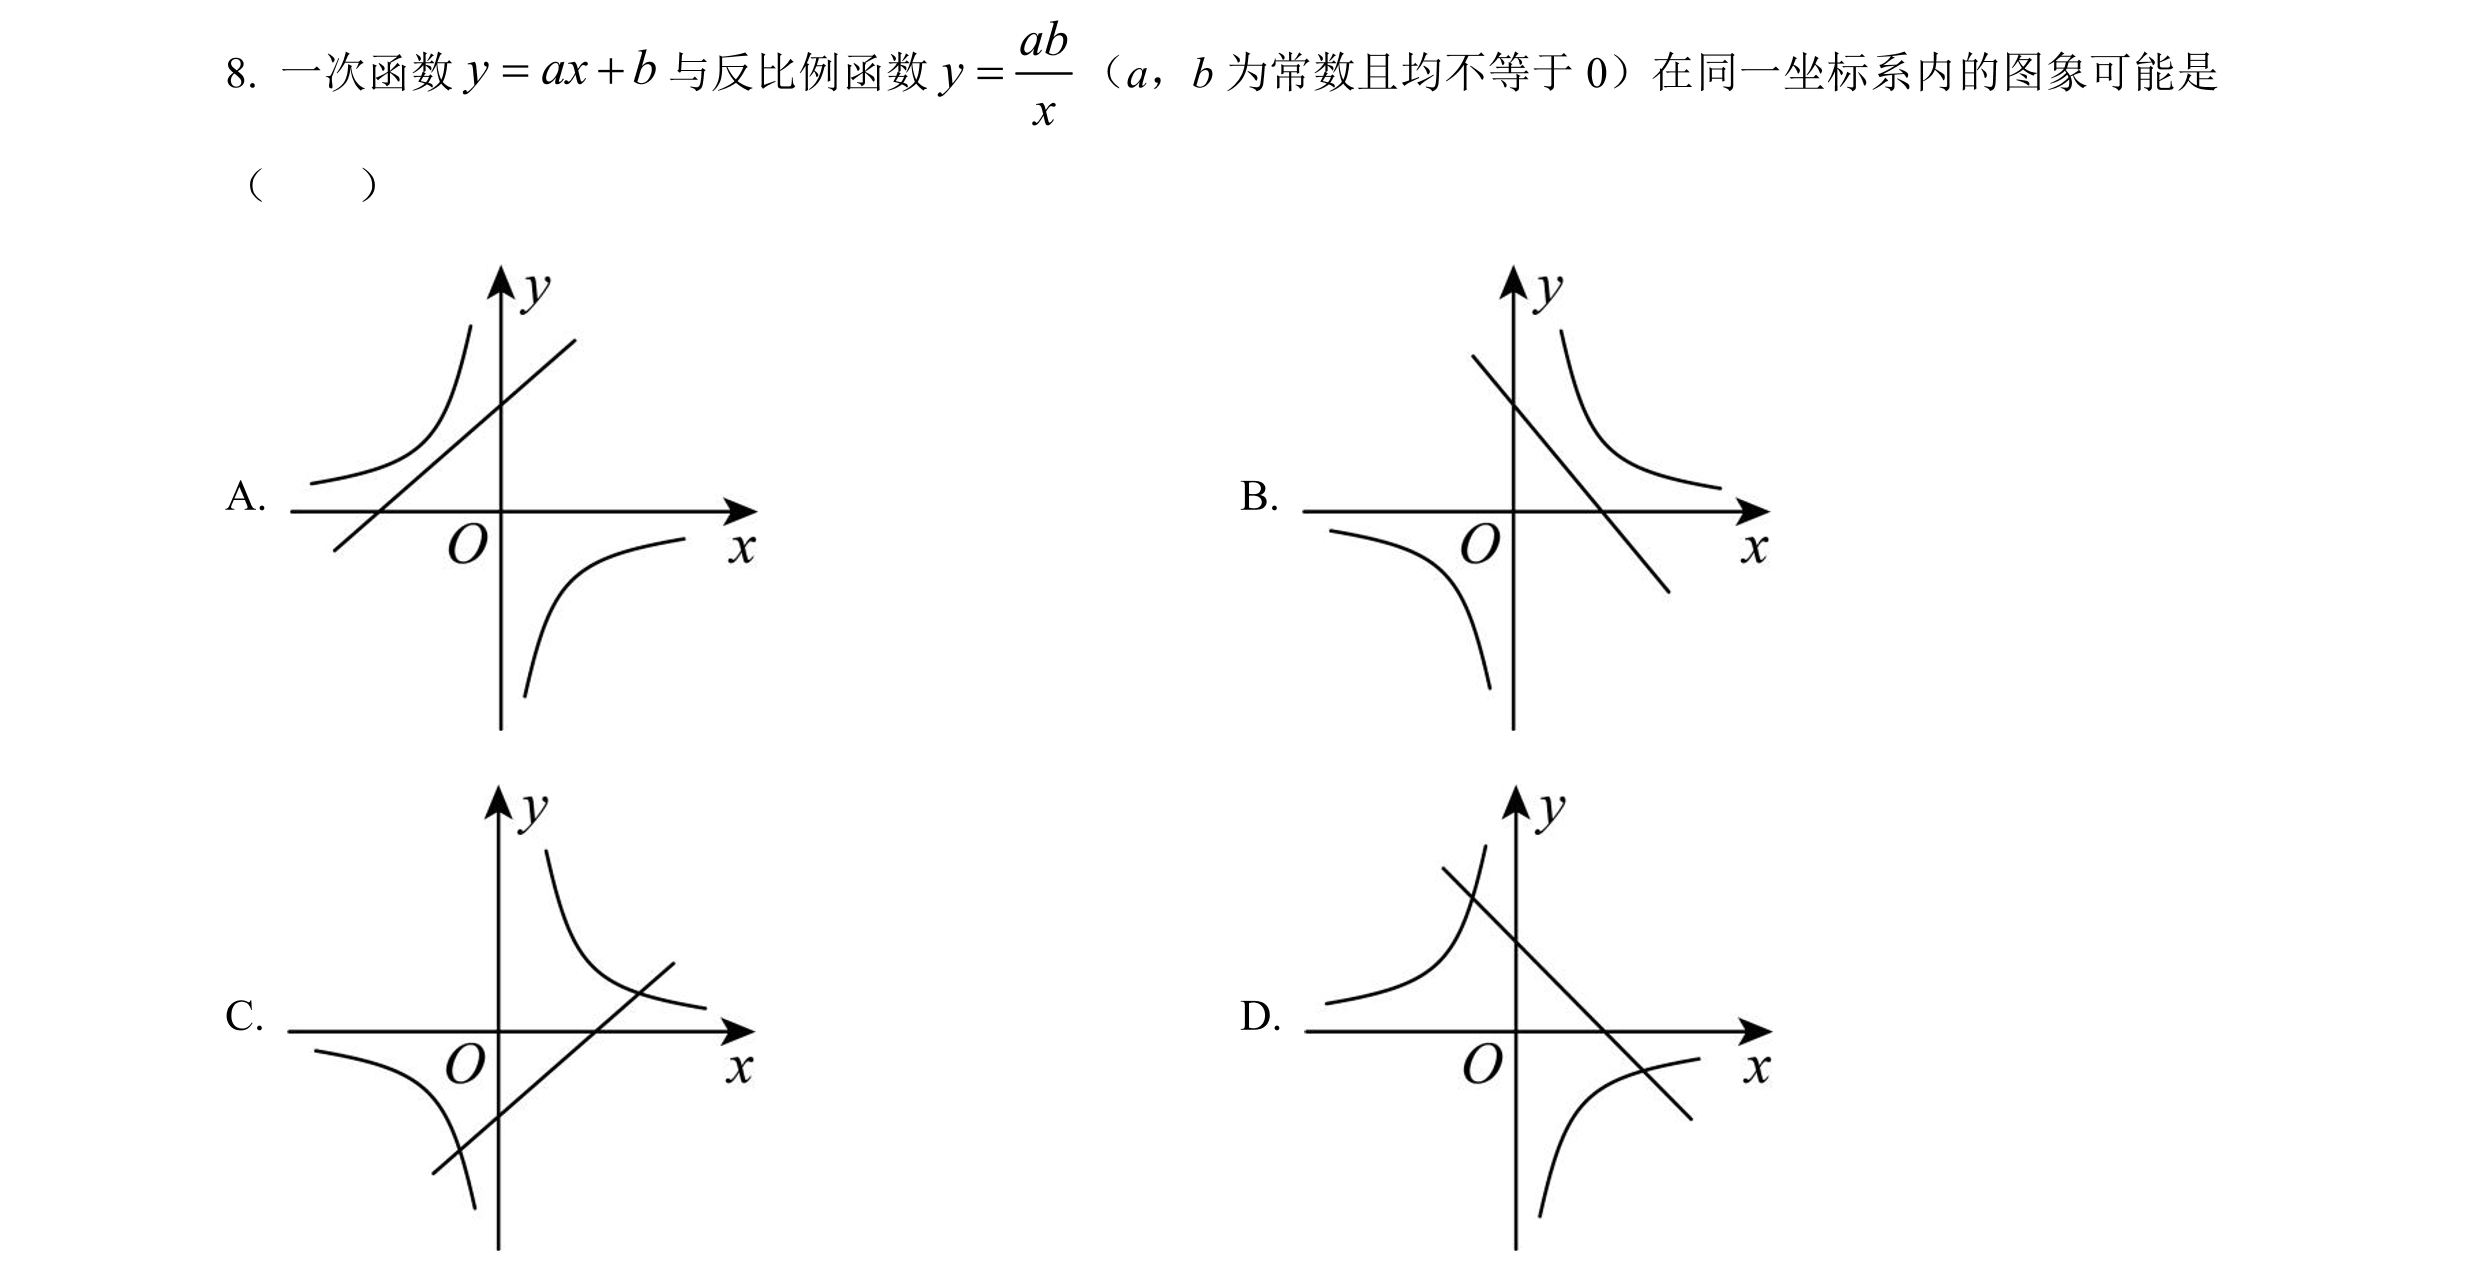 8. 一次函数 y = ax + b 与反比例函数 y = \frac{ab}{x}（a，b 为常数且均不等于 0）在同一坐标系内的图象可能是
（　　）
A. y O x
B. y O x
C. y O x
D. y O x